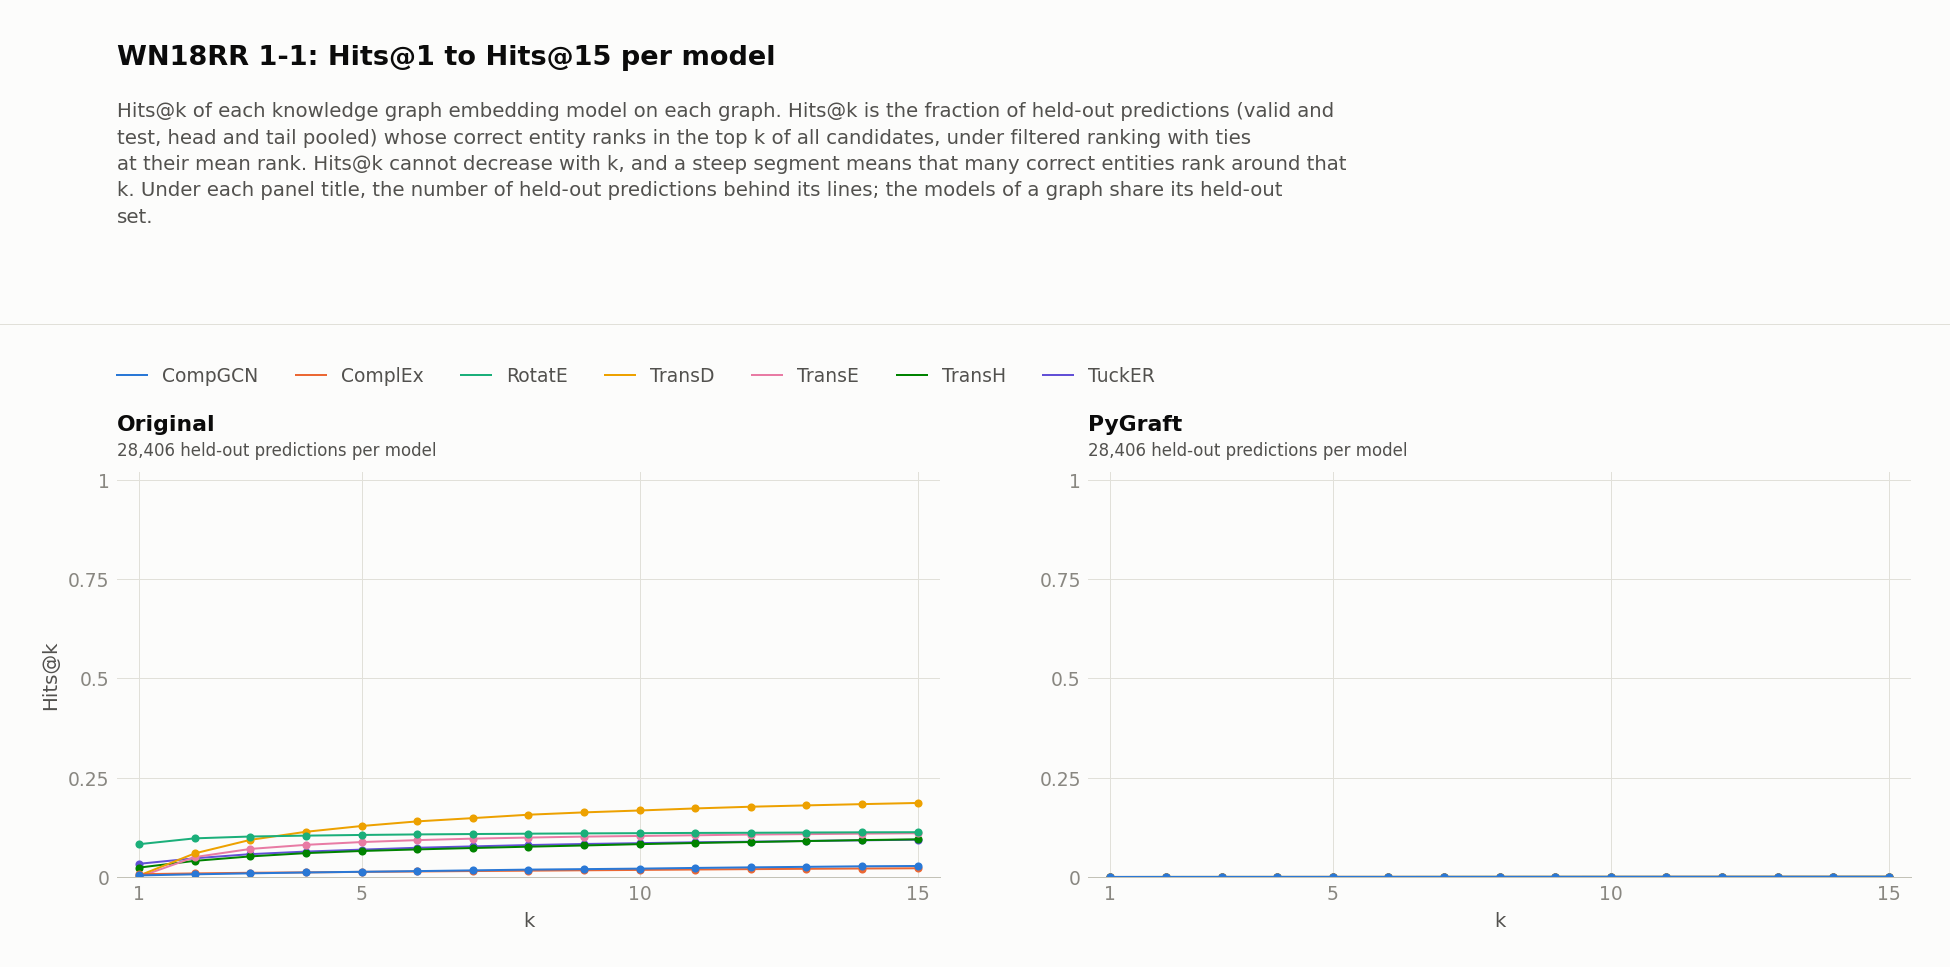 WN18RR 1-1: Hits@1 to Hits@15 per model
Hits@k of each knowledge graph embedding model on each graph. Hits@k is the fraction of held-out predictions (valid and
test, head and tail pooled) whose correct entity ranks in the top k of all candidates, under filtered ranking with ties
at their mean rank. Hits@k cannot decrease with k, and a steep segment means that many correct entities rank around that
k. Under each panel title, the number of held-out predictions behind its lines; the models of a graph share its held-out
set.
CompGCN ComplEx RotatE TransD TransE TransH TuckER
Original
28,406 held-out predictions per model
1
0.75
0.5
0.25
0
Hits@k
1 5 10 15
k
PyGraft
28,406 held-out predictions per model
1
0.75
0.5
0.25
0
1 5 10 15
k